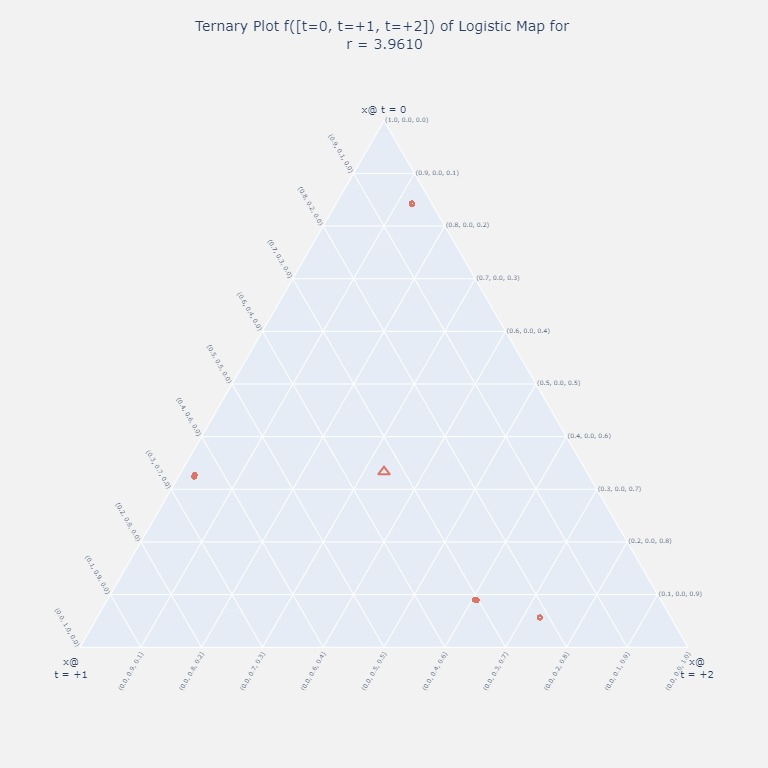 Ternary Plot f([t=0, t=+1, t=+2]) of Logistic Map for
r = 3.9610
x@ t = 0
(1.0, 0.0, 0.0)
(0.9, 0.1, 0.0)
(0.9, 0.0, 0.1)
(0.8, 0.2, 0.0)
(0.8, 0.0, 0.2)
(0.7, 0.3, 0.0)
(0.7, 0.0, 0.3)
(0.6, 0.4, 0.0)
(0.6, 0.0, 0.4)
(0.5, 0.5, 0.0)
(0.5, 0.0, 0.5)
(0.4, 0.6, 0.0)
(0.4, 0.0, 0.6)
(0.3, 0.7, 0.0)
(0.3, 0.0, 0.7)
(0.2, 0.8, 0.0)
(0.2, 0.0, 0.8)
(0.1, 0.9, 0.0)
(0.1, 0.0, 0.9)
(0.0, 1.0, 0.0)
(0.0, 0.9, 0.1)
(0.0, 0.8, 0.2)
(0.0, 0.7, 0.3)
(0.0, 0.6, 0.4)
(0.0, 0.5, 0.5)
(0.0, 0.4, 0.6)
(0.0, 0.3, 0.7)
(0.0, 0.2, 0.8)
(0.0, 0.1, 0.9)
(0.0, 0.0, 1.0)
x@
t = +1
x@
t = +2